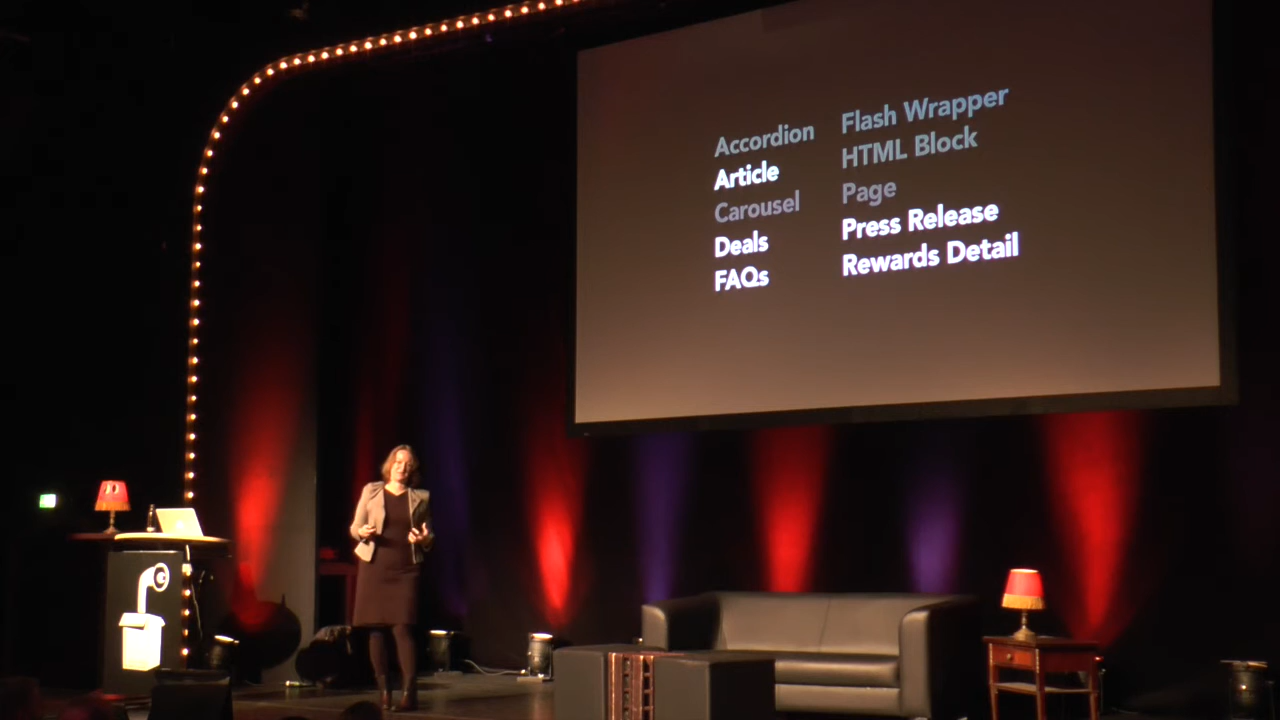 Accordion
Article
Carousel
Deals
FAQs
Flash Wrapper
HTML Block
Page
Press Release
Rewards Detail